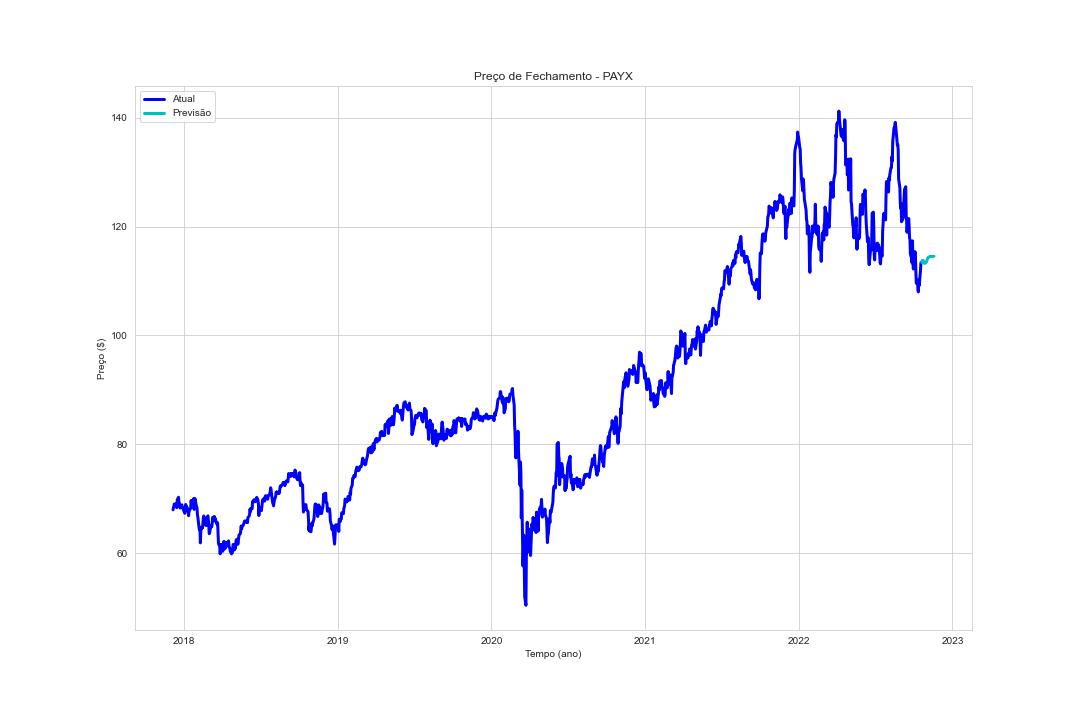 Preço de Fechamento - PAYX
Atual
Previsão
140
120
100
80
60
Preço ($)
2018 2019 2020 2021 2022 2023
Tempo (ano)